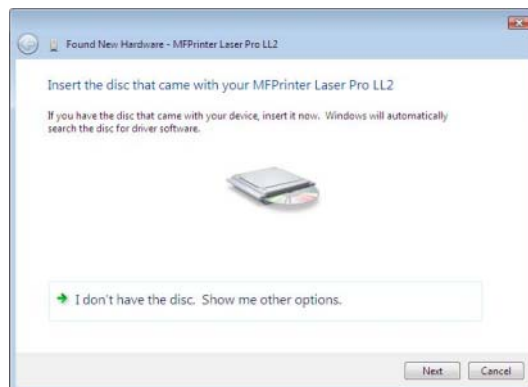 Found New Hardware - MFPrinter Laser Pro LL2
Insert the disc that came with your MFPrinter Laser Pro LL2
If you have the disc that came with your device, insert it now. Windows will automatically
search the disc for driver software.
I don't have the disc. Show me other options.
Next Cancel